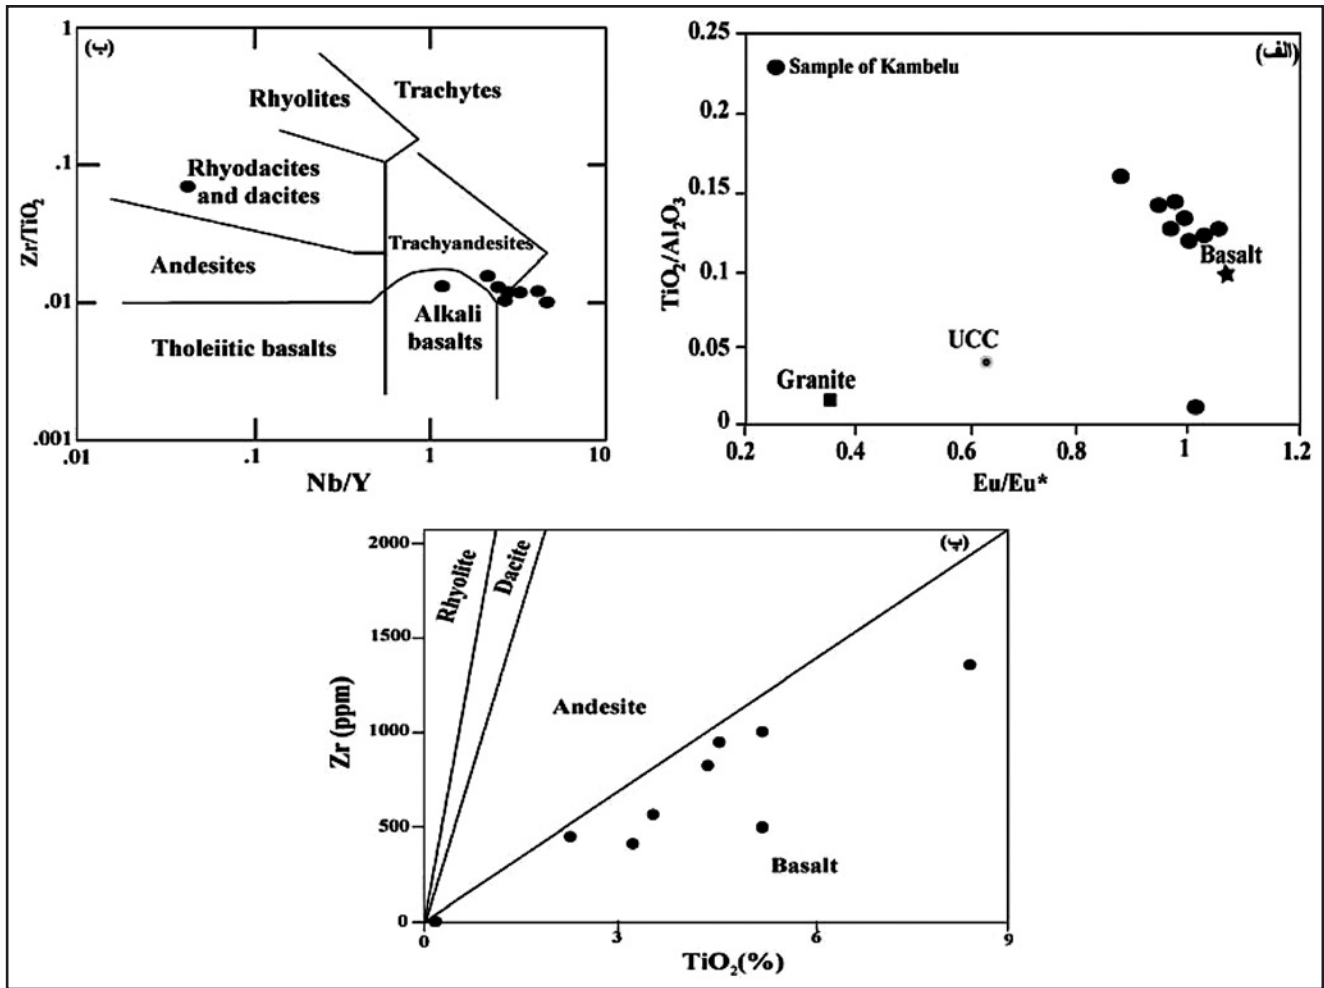 (الف)
Sample of Kambelu
0.25
0.2
0.15
0.1
0.05
0
TiO₂/Al₂O₃
Basalt
UCC
Granite
0.2 0.4 0.6 0.8 1 1.2
Eu/Eu*
(ب)
1
.1
.01
.001
Zr/TiO₂
Trachytes
Rhyolites
Rhyodacites
and dacites
Trachyandesites
Andesites
Alkali
basalts
Tholeiitic basalts
.01 .1 1 10
Nb/Y
(پ)
2000
1500
1000
500
0
Zr (ppm)
Rhyolite
Dacite
Andesite
Basalt
0 3 6 9
TiO₂(%)